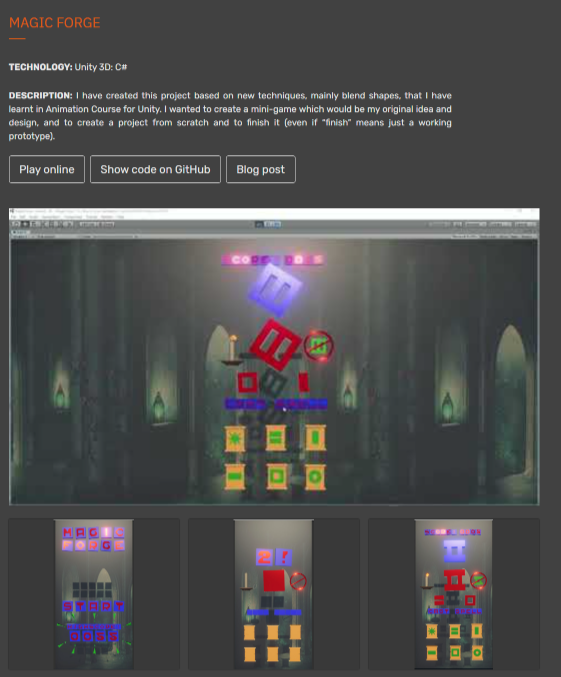 MAGIC FORGE
TECHNOLOGY: Unity 3D: C#
DESCRIPTION: I have created this project based on new techniques, mainly blend shapes, that I have
learnt in Animation Course for Unity. I wanted to create a mini-game which would be my original idea and
design, and to create a project from scratch and to finish it (even if "finish" means just a working
prototype).
Play online
Show code on GitHub
Blog post
MAGIC
FORGE
START